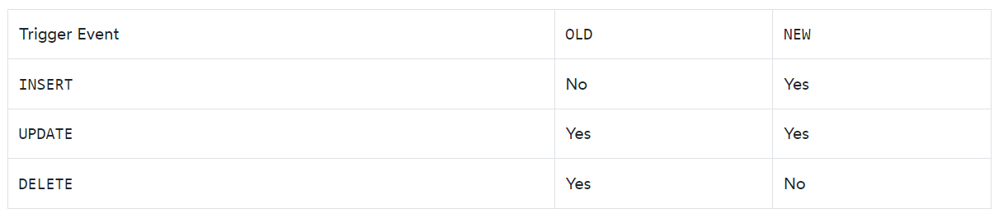 Trigger Event OLD NEW
INSERT No Yes
UPDATE Yes Yes
DELETE Yes No